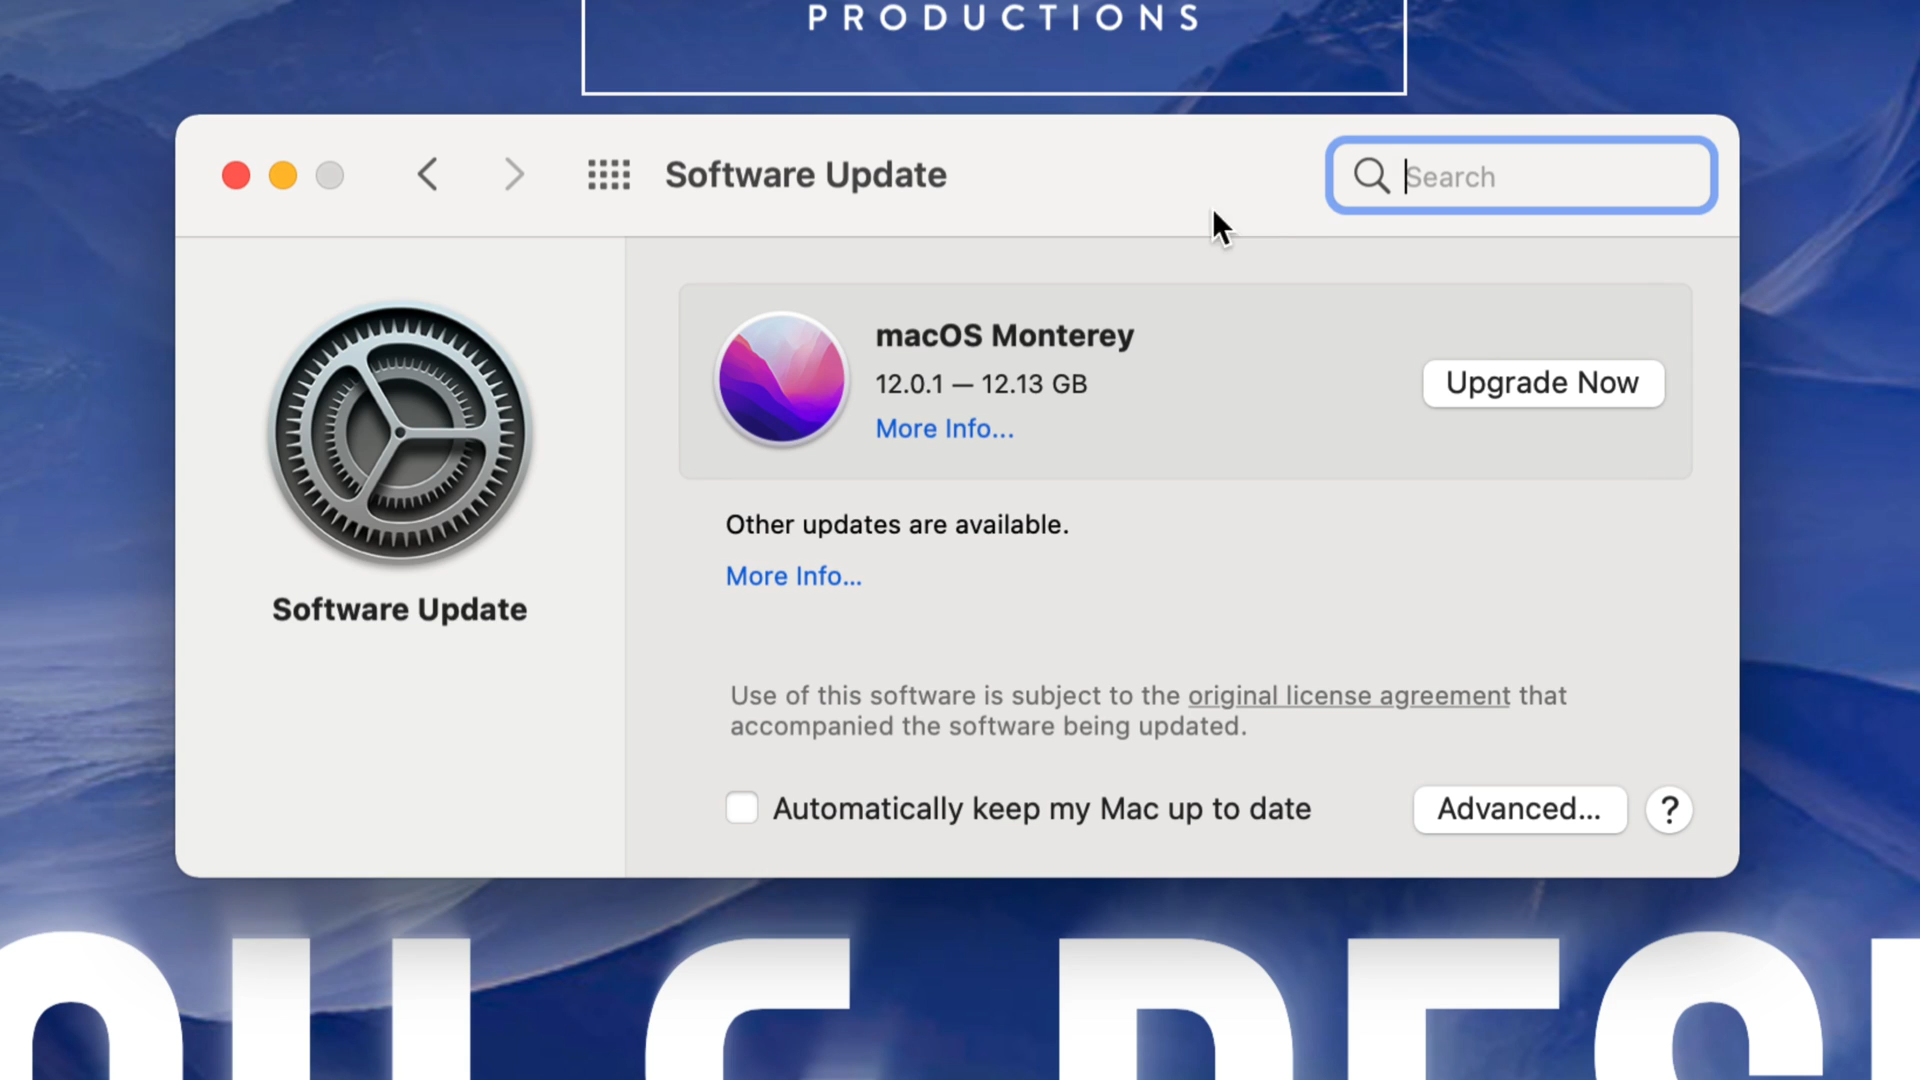 PRODUCTIONS
Software Update
Search
macOS Monterey
12.0.1 — 12.13 GB
Upgrade Now
More Info...
Other updates are available.
More Info...
Software Update
Use of this software is subject to the original license agreement that
accompanied the software being updated.
Automatically keep my Mac up to date
Advanced...
?